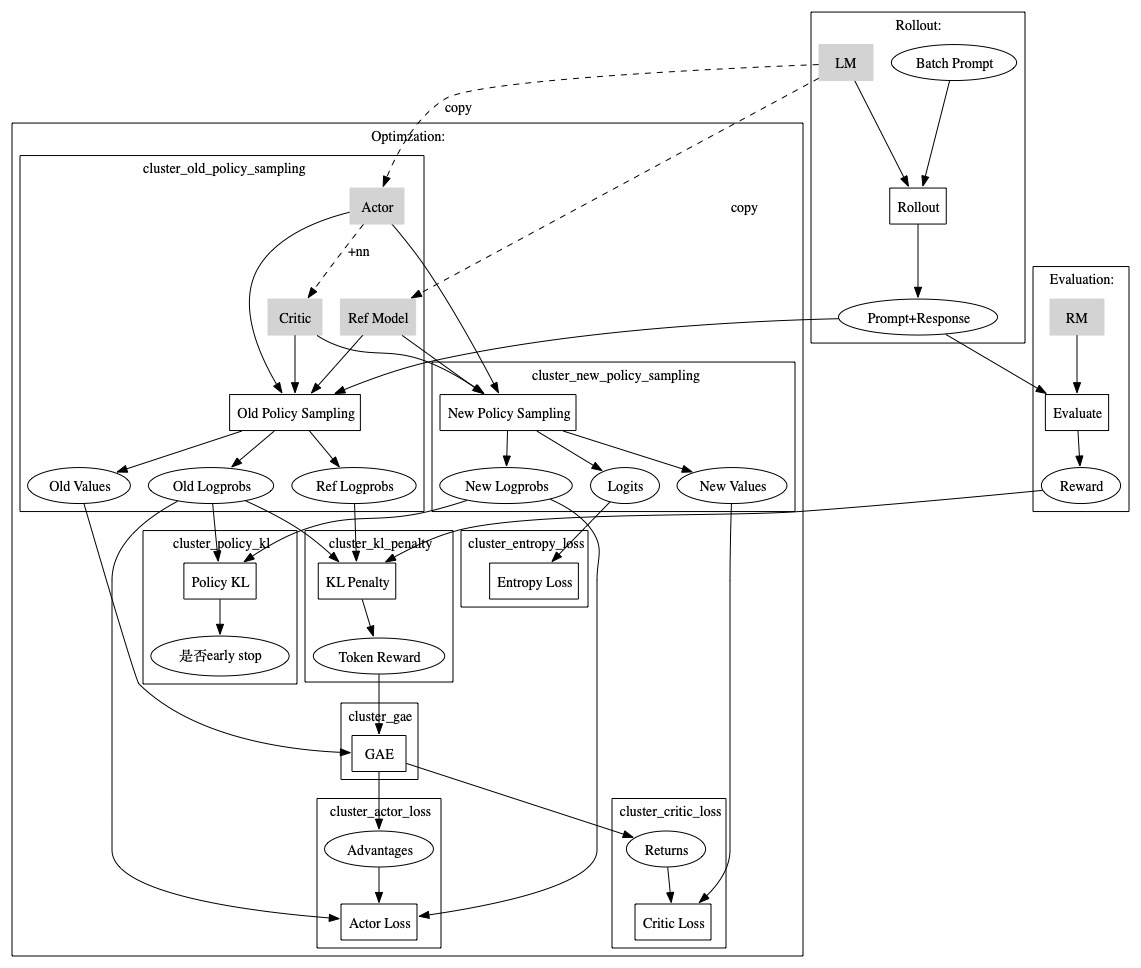 Rollout:
LM
Batch Prompt
copy
Optimzation:
cluster_old_policy_sampling
Actor
copy
Rollout
+nn
Evaluation:
Critic
Ref Model
Prompt+Response
RM
cluster_new_policy_sampling
Old Policy Sampling
New Policy Sampling
Evaluate
Old Values
Old Logprobs
Ref Logprobs
New Logprobs
Logits
New Values
Reward
cluster_policy_kl
cluster_kl_penalty
cluster_entropy_loss
Policy KL
KL Penalty
Entropy Loss
是否early stop
Token Reward
cluster_gae
GAE
cluster_actor_loss
cluster_critic_loss
Advantages
Returns
Actor Loss
Critic Loss